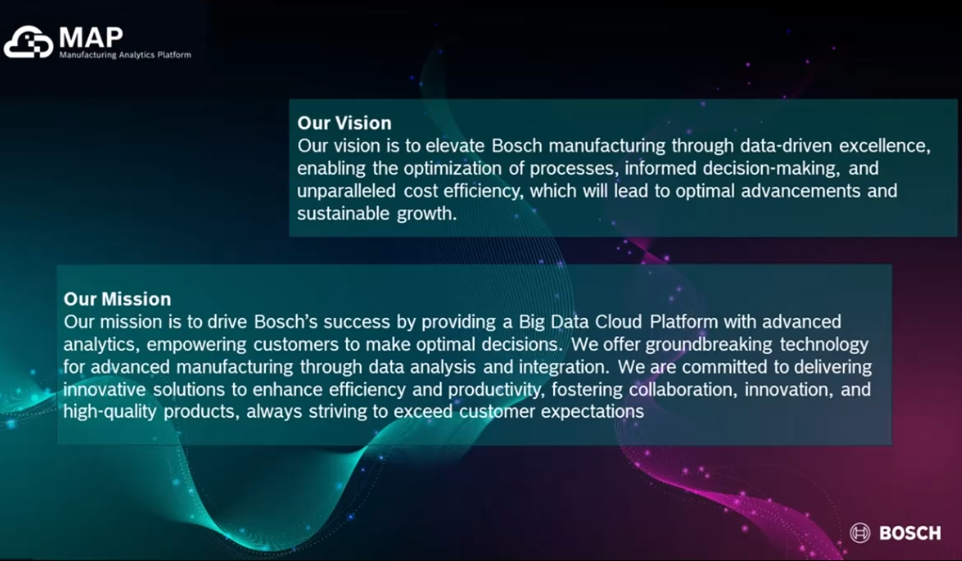 MAP
Manufacturing Analytics Platform
Our Vision
Our vision is to elevate Bosch manufacturing through data-driven excellence,
enabling the optimization of processes, informed decision-making, and
unparalleled cost efficiency, which will lead to optimal advancements and
sustainable growth.
Our Mission
Our mission is to drive Bosch's success by providing a Big Data Cloud Platform with advanced
analytics, empowering customers to make optimal decisions. We offer groundbreaking technology
for advanced manufacturing through data analysis and integration. We are committed to delivering
innovative solutions to enhance efficiency and productivity, fostering collaboration, innovation, and
high-quality products, always striving to exceed customer expectations
BOSCH